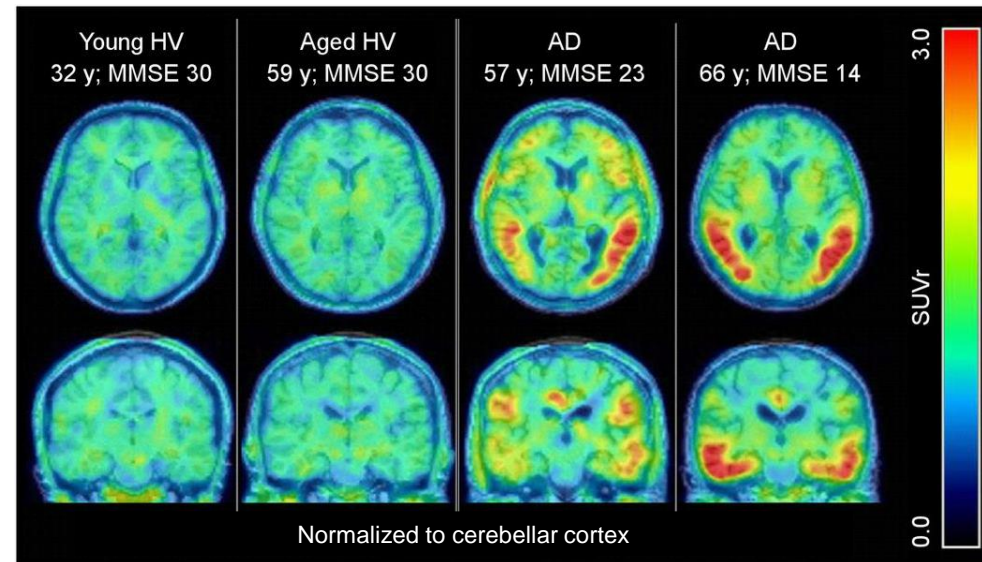 Young HV
32 y; MMSE 30
Aged HV
59 y; MMSE 30
AD
57 y; MMSE 23
AD
66 y; MMSE 14
3.0
SUVr
0.0
Normalized to cerebellar cortex